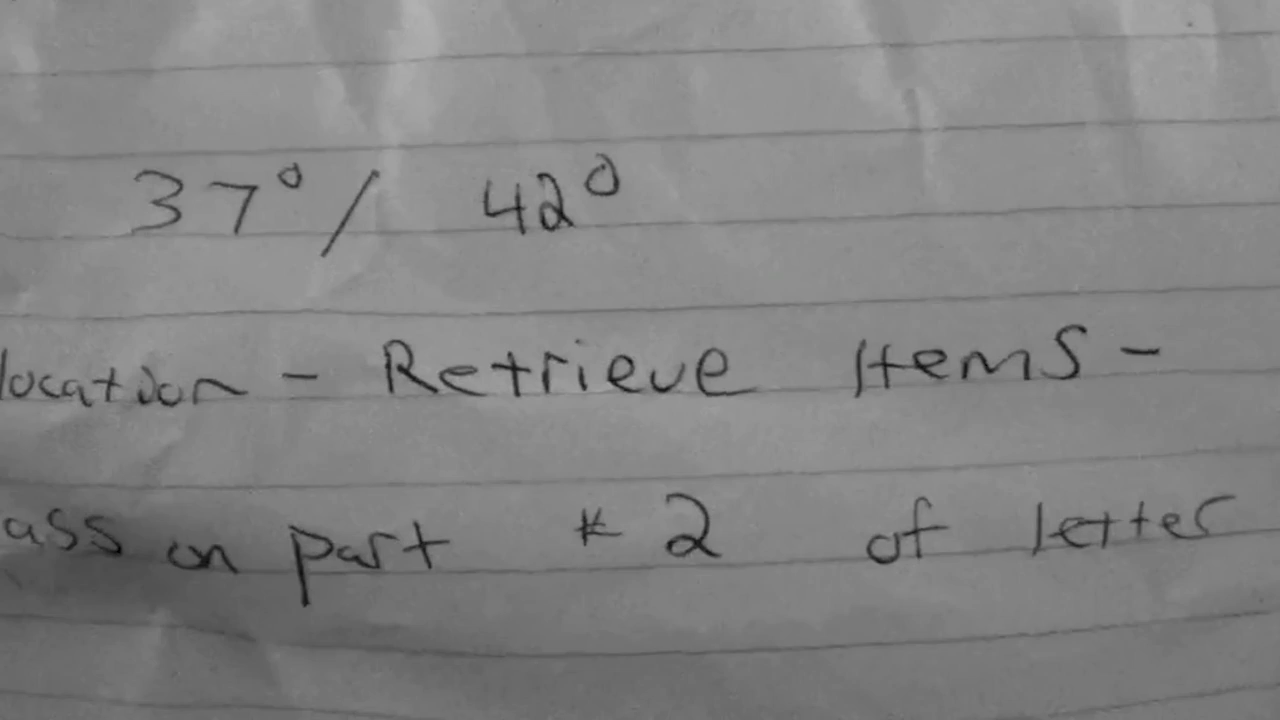 37° / 42°
location - Retrieve Items -
ass on part # 2 of letter